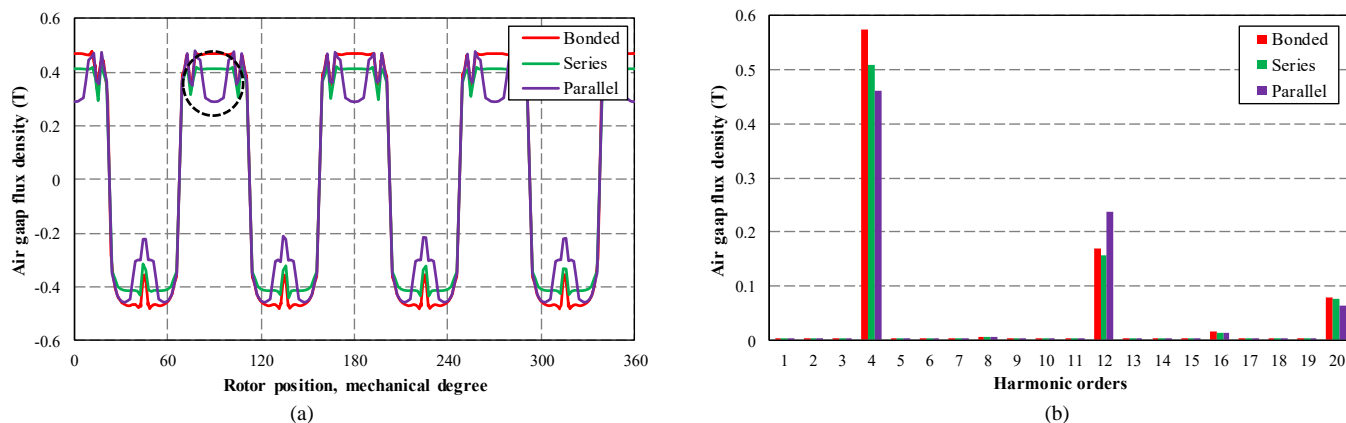 Air gaap flux density (T)
0.6
0.4
0.2
0
-0.2
-0.4
-0.6
0
60
120
180
240
300
360
Bonded
Series
Parallel
Rotor position, mechanical degree
(a)
Air gaap flux density (T)
0.6
0.5
0.4
0.3
0.2
0.1
0
1 2 3 4 5 6 7 8 9 10 11 12 13 14 15 16 17 18 19 20
Bonded
Series
Parallel
Harmonic orders
(b)